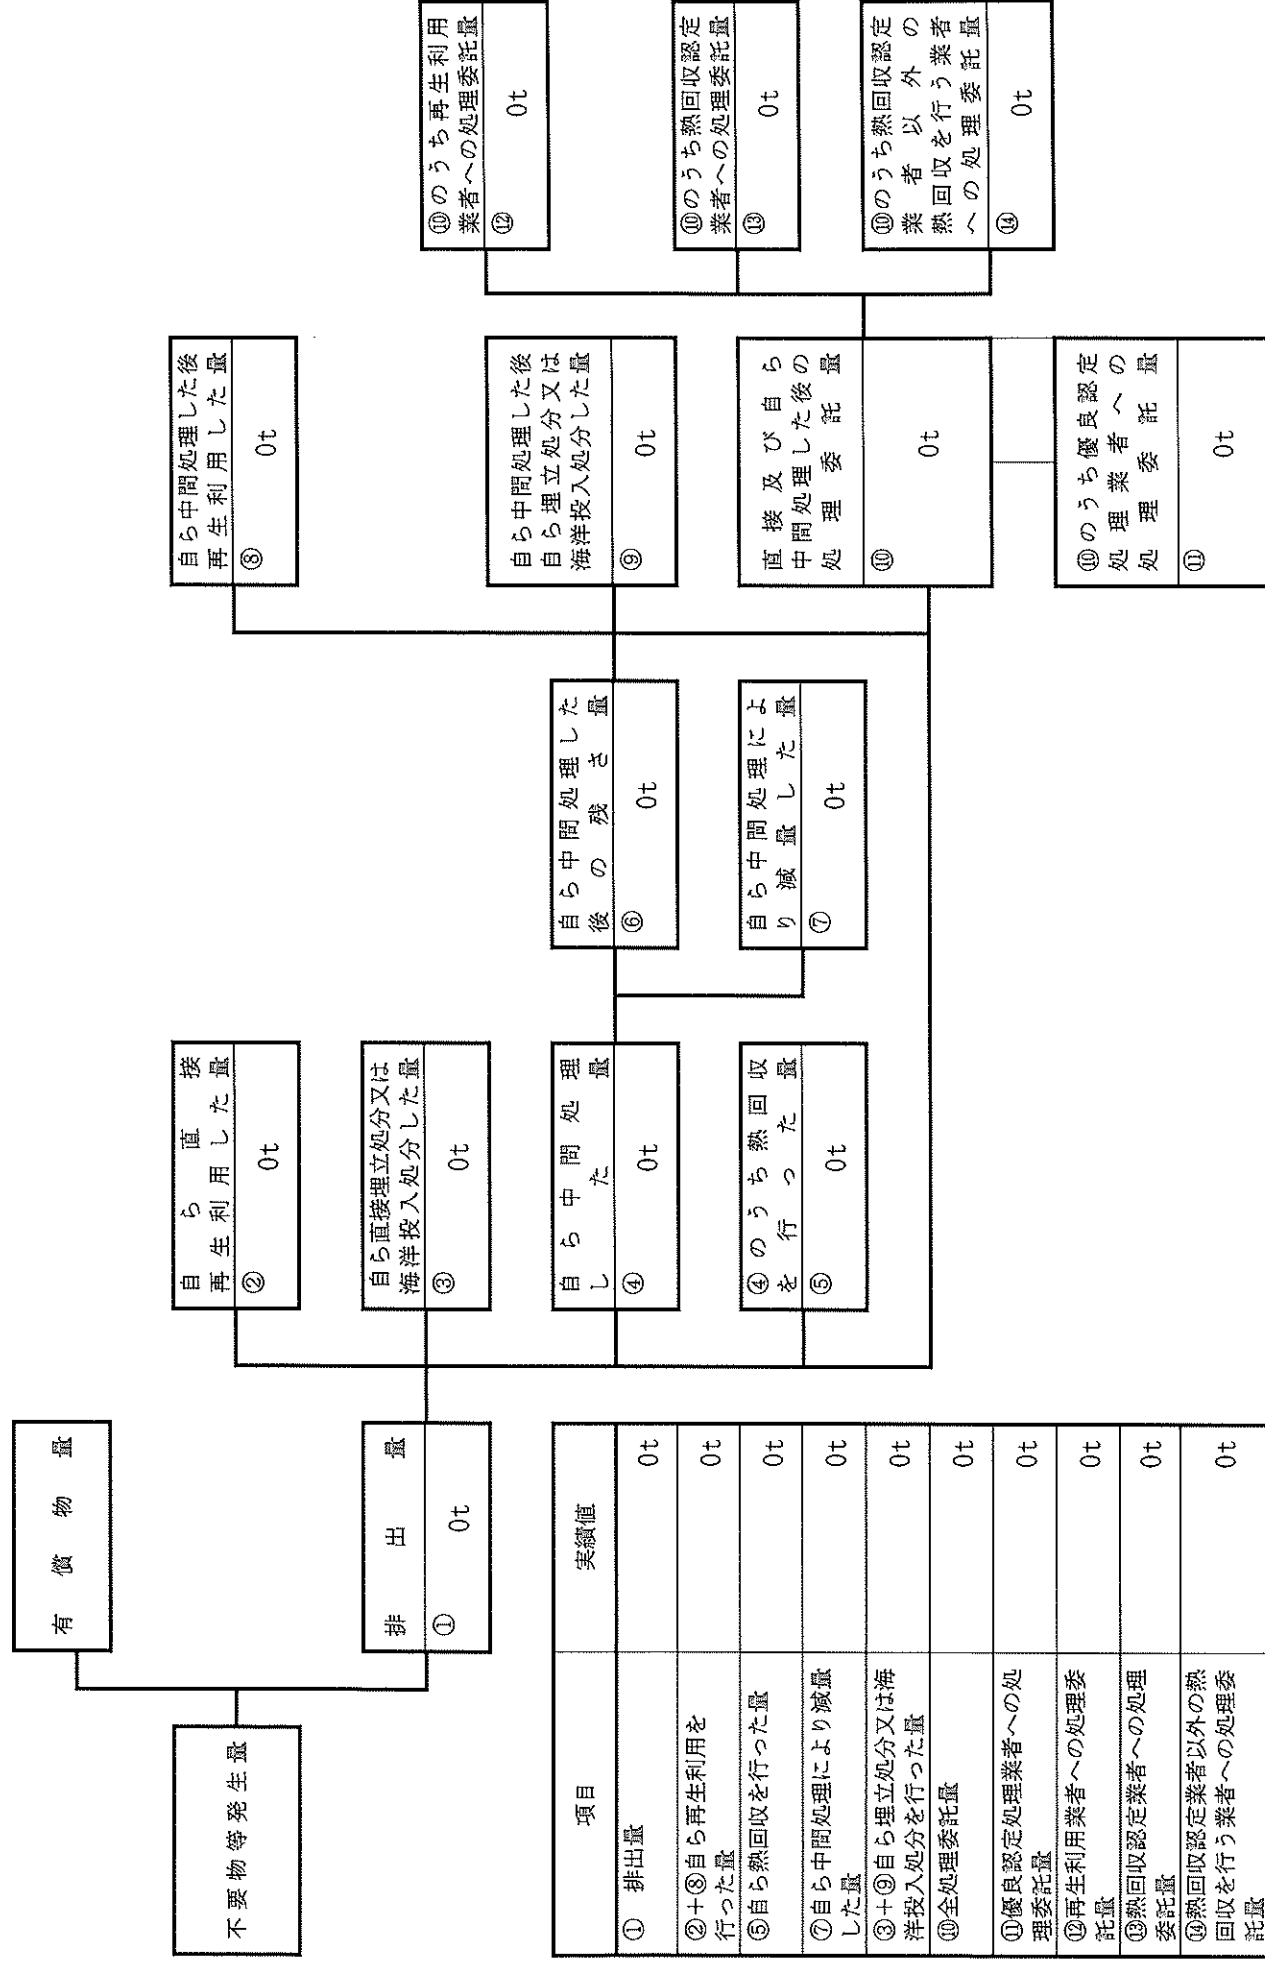 不要物等発生量
有償物量
排出量
①
0t
自ら直接
再生利用した量
②
0t
自ら直接埋立処分又は
海洋投入処分した量
③
0t
自ら中間処理
した量
④
0t
④のうち熱回収
を行った量
⑤
0t
自ら中間処理した
後の残さ量
⑥
0t
自ら中間処理によ
り減量した量
⑦
0t
自ら中間処理した後
再生利用した量
⑧
0t
自ら中間処理した後
自ら埋立処分又は
海洋投入処分した量
⑨
0t
直接及び自ら
中間処理した後の
処理委託量
⑩
0t
⑩のうち優良認定
処理業者への
処理委託量
⑪
0t
⑩のうち再生利用
業者への処理委託量
⑫
0t
⑩のうち熱回収認定
業者への処理委託量
⑬
0t
⑩のうち熱回収認定
業者以外の
熱回収を行う業者
への処理委託量
⑭
0t
項目 実績値
① 排出量 0t
②+⑧自ら再生利用を
行った量 0t
⑤自ら熱回収を行った量 0t
⑦自ら中間処理により減量
した量 0t
③+⑨自ら埋立処分又は海
洋投入処分を行った量 0t
⑩全処理委託量 0t
⑪優良認定処理業者への処
理委託量 0t
⑫再生利用業者への処理委
託量 0t
⑬熱回収認定業者への処理
委託量 0t
⑭熱回収認定業者以外の熱
回収を行う業者への処理委
託量 0t